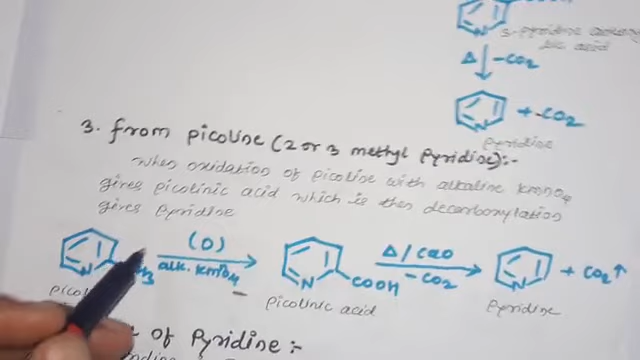 3-pyridine
lic acid
Δ -CO2
N
+ CO2
Pyridine
3. from picoline (2 or 3 methyl Pyridine):-
when oxidation of picoline with alkaline KMnO4
gives picolinic acid which is then decarboxylation
gives Pyridine
N (O) alk. KMnO4 N COOH Δ/CaO -CO2 N + CO2↑
Picolinic acid Pyridine
of Pyridine:-